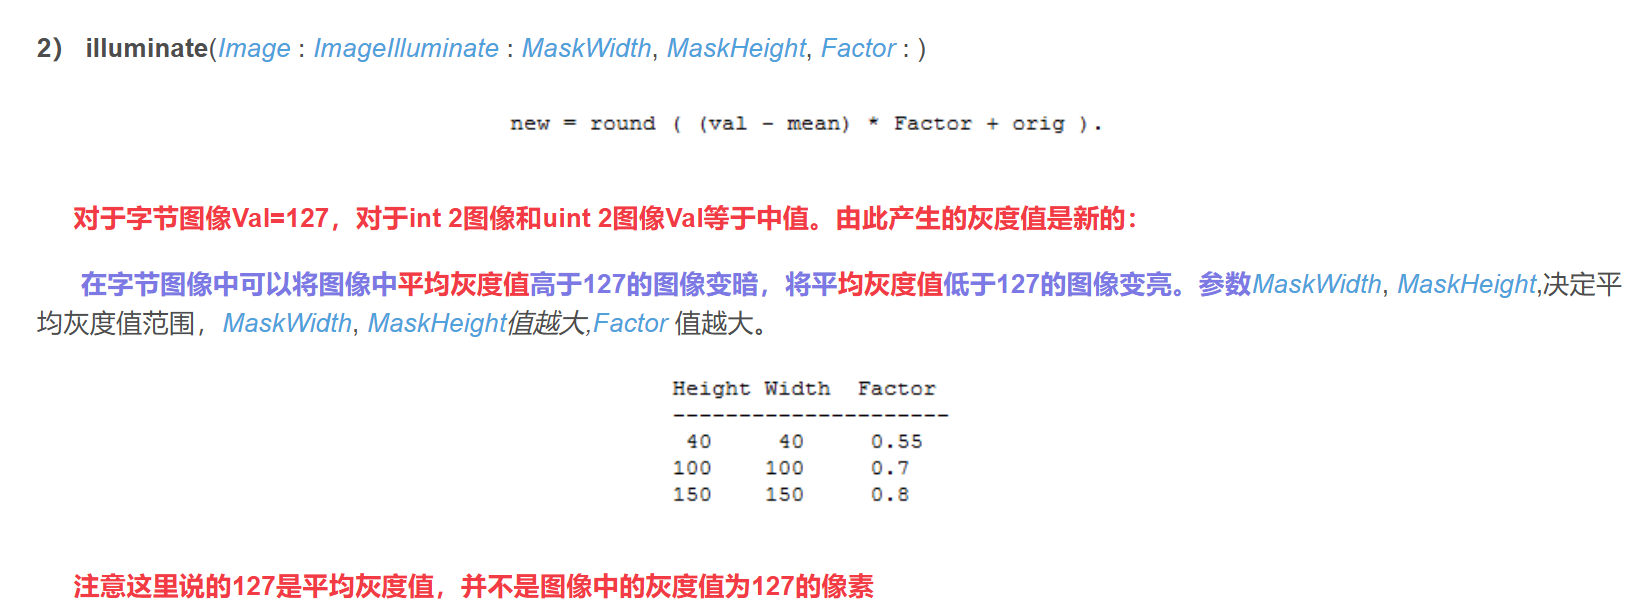 2） illuminate(Image : ImageIlluminate : MaskWidth, MaskHeight, Factor : )
new = round ( (val - mean) * Factor + orig ).
对于字节图像Val=127，对于int 2图像和uint 2图像Val等于中值。由此产生的灰度值是新的：
在字节图像中可以将图像中平均灰度值高于127的图像变暗，将平均灰度值低于127的图像变亮。参数MaskWidth, MaskHeight,决定平
均灰度值范围，MaskWidth, MaskHeight值越大,Factor 值越大。
Height Width Factor
---------------------
40 40 0.55
100 100 0.7
150 150 0.8
注意这里说的127是平均灰度值，并不是图像中的灰度值为127的像素